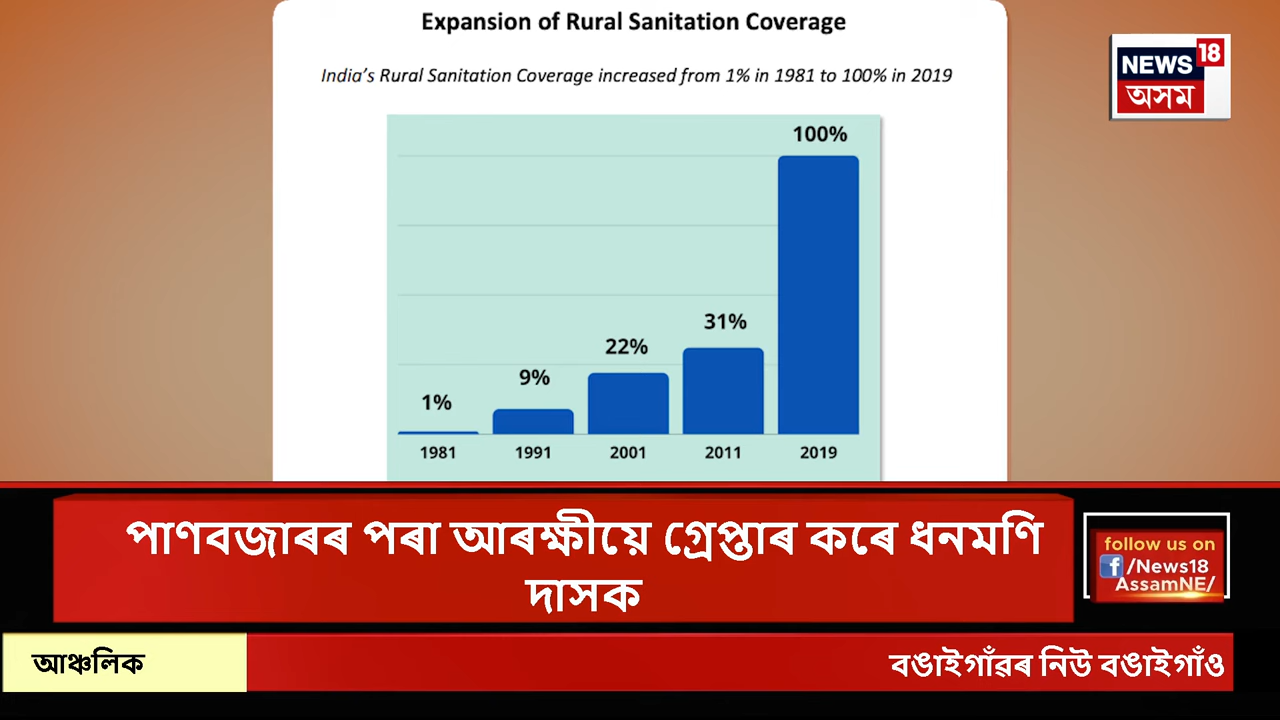 Expansion of Rural Sanitation Coverage
India's Rural Sanitation Coverage increased from 1% in 1981 to 100% in 2019
NEWS 18
অসম
100%
31%
22%
9%
1%
1981 1991 2001 2011 2019
পাণবজাৰৰ পৰা আৰক্ষীয়ে গ্ৰেপ্তাৰ কৰে ধনমণি
দাসক
follow us on
f /News18
AssamNE/
আঞ্চলিক
বঙাইগাঁৱৰ নিউ বঙাইগাঁও